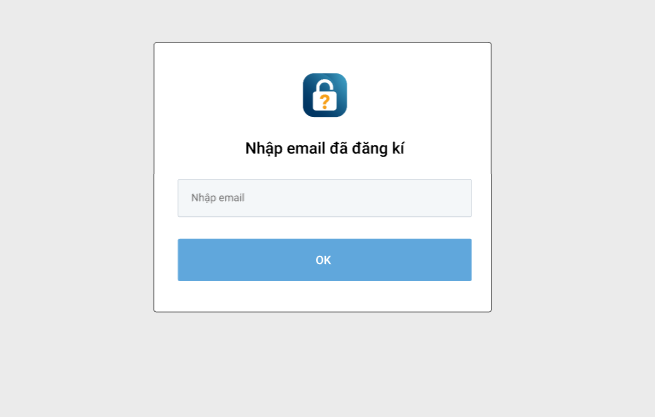 Nhập email đã đăng kí
Nhập email
OK